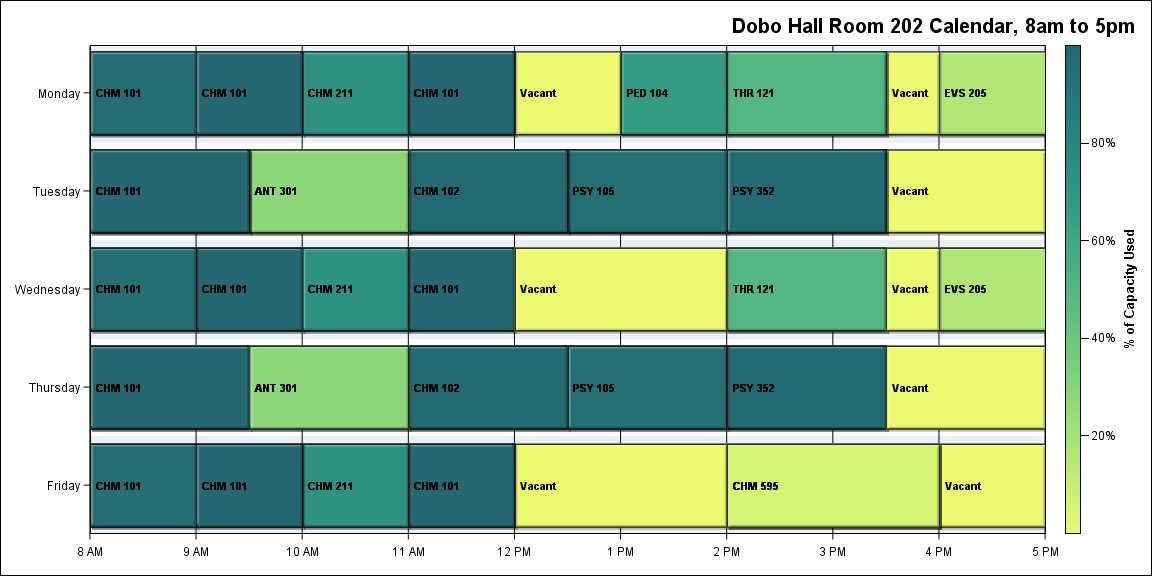 Dobo Hall Room 202 Calendar, 8am to 5pm
Monday
CHM 101
CHM 101
CHM 211
CHM 101
Vacant
PED 104
THR 121
Vacant
EVS 205
Tuesday
CHM 101
ANT 301
CHM 102
PSY 105
PSY 352
Vacant
Wednesday
CHM 101
CHM 101
CHM 211
CHM 101
Vacant
THR 121
Vacant
EVS 205
Thursday
CHM 101
ANT 301
CHM 102
PSY 105
PSY 352
Vacant
Friday
CHM 101
CHM 101
CHM 211
CHM 101
Vacant
CHM 595
Vacant
8 AM
9 AM
10 AM
11 AM
12 PM
1 PM
2 PM
3 PM
4 PM
5 PM
80%
60%
40%
20%
% of Capacity Used